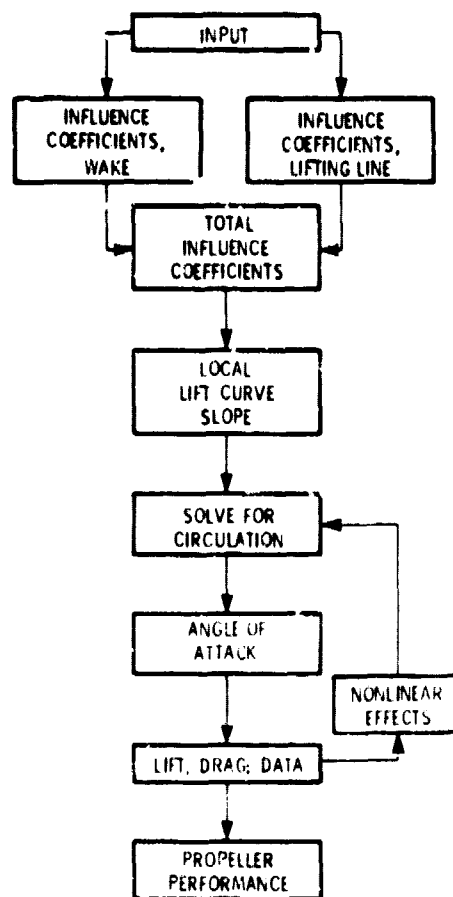 INPUT
INFLUENCE
COEFFICIENTS,
WAKE
INFLUENCE
COEFFICIENTS,
LIFTING LINE
TOTAL
INFLUENCE
COEFFICIENTS
LOCAL
LIFT CURVE
SLOPE
SOLVE FOR
CIRCULATION
ANGLE OF
ATTACK
NONLINEAR
EFFECTS
LIFT, DRAG; DATA
PROPELLER
PERFORMANCE